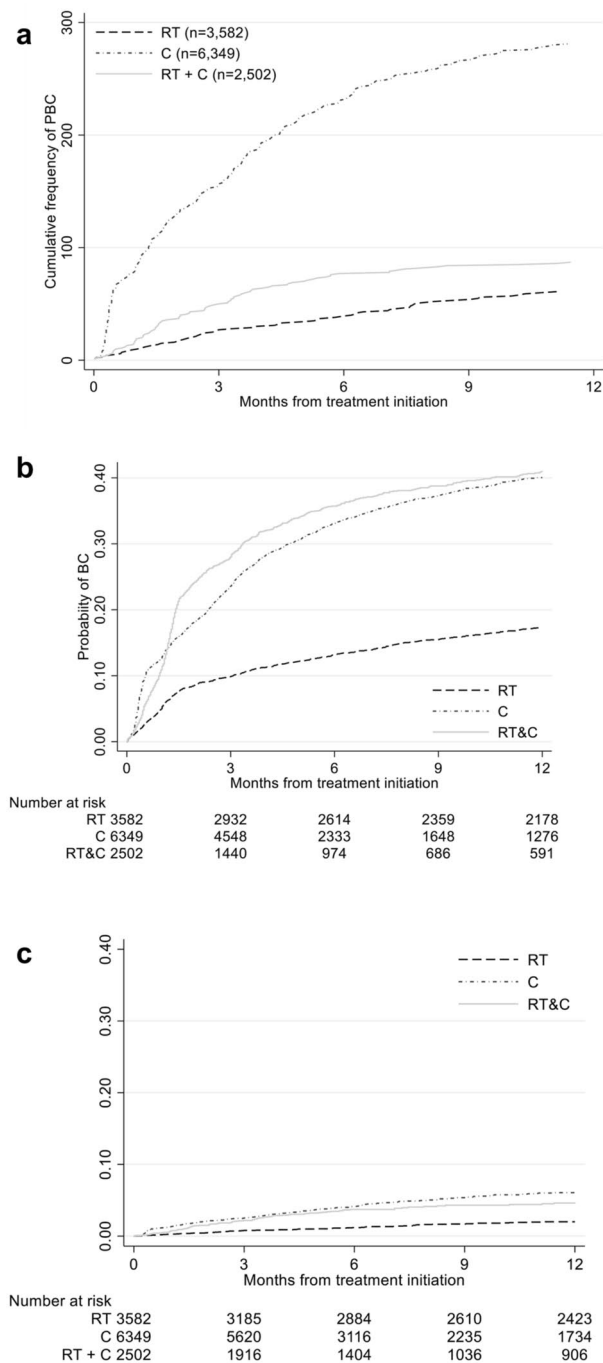 a
300
200
100
0
Cumulative frequency of PBC
RT (n=3,582)
C (n=6,349)
RT + C (n=2,502)
0 3 6 9 12
Months from treatment initiation
b
0.40
0.30
0.20
0.10
0.00
Probability of BC
RT
C
RT&C
0 3 6 9 12
Months from treatment initiation
Number at risk
RT 3582 2932 2614 2359 2178
C 6349 4548 2333 1648 1276
RT&C 2502 1440 974 686 591
c
0.40
0.30
0.20
0.10
0.00
Probability of PBC
RT
C
RT&C
0 3 6 9 12
Months from treatment initiation
Number at risk
RT 3582 3185 2884 2610 2423
C 6349 5620 3116 2235 1734
RT + C 2502 1916 1404 1036 906